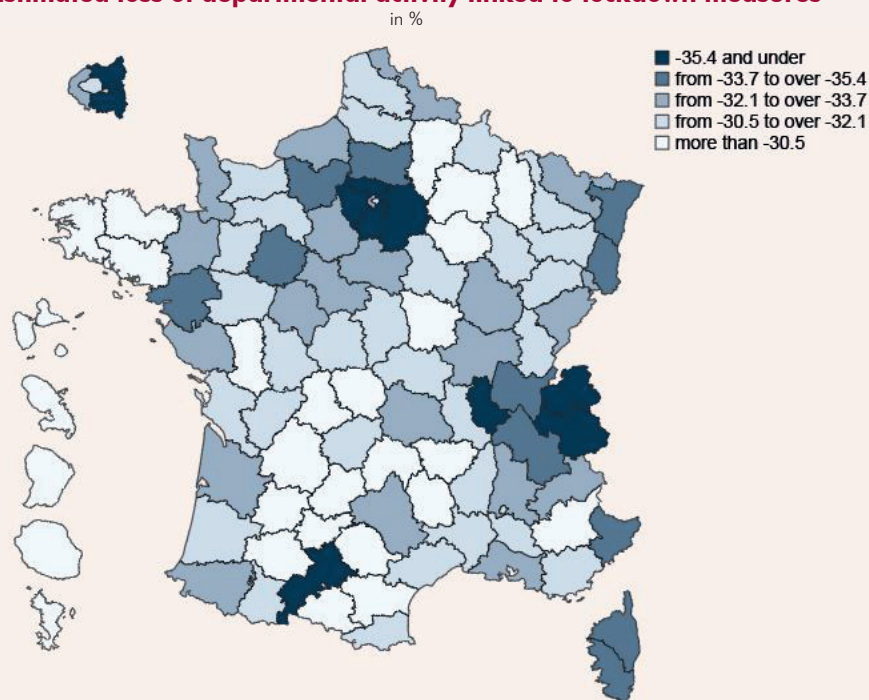 loss of departmental activity linked to lockdown measures
in %
-35.4 and under
from -33.7 to over -35.4
from -32.1 to over -33.7
from -30.5 to over -32.1
more than -30.5